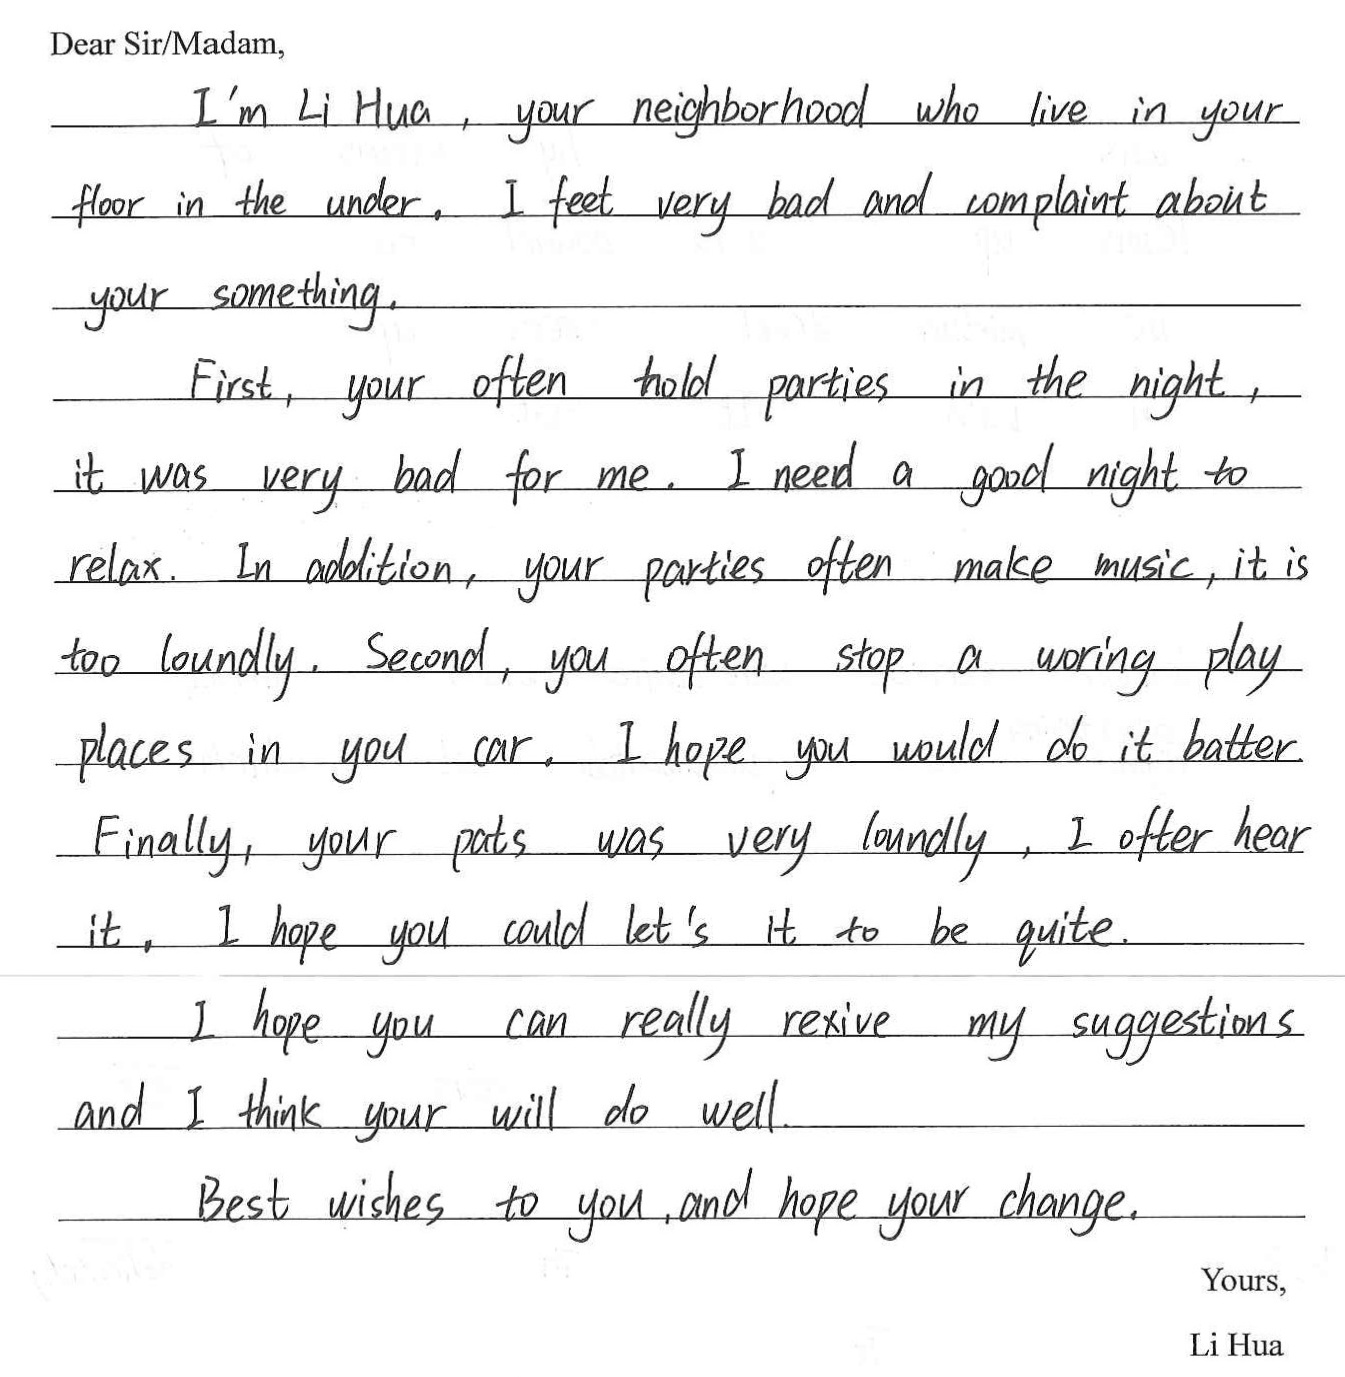 Dear Sir/Madam,
I'm Li Hua, your neighborhood who live in your
floor in the under. I feet very bad and complaint about
your something.
First, your often hold parties in the night,
it was very bad for me. I need a good night to
relax. In addition, your parties often make music, it is
too loundly. Second, you often stop a woring play
places in you car. I hope you would do it batter.
Finally, your pats was very loundly, I ofter hear
it. I hope you could let's it to be quite.
I hope you can really rexive my suggestions
and I think your will do well.
Best wishes to you, and hope your change.
Yours,
Li Hua